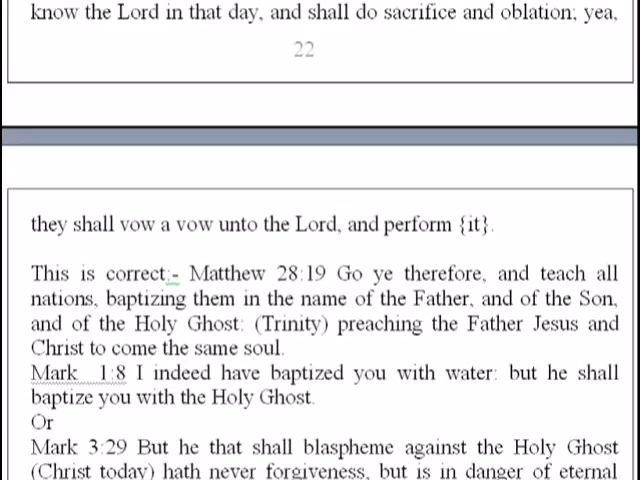 know the Lord in that day, and shall do sacrifice and oblation; yea,
22
they shall vow a vow unto the Lord, and perform {it}.
This is correct:- Matthew 28:19 Go ye therefore, and teach all
nations, baptizing them in the name of the Father, and of the Son,
and of the Holy Ghost: (Trinity) preaching the Father Jesus and
Christ to come the same soul.
Mark 1:8 I indeed have baptized you with water: but he shall
baptize you with the Holy Ghost.
Or
Mark 3:29 But he that shall blaspheme against the Holy Ghost
(Christ today) hath never forgiveness, but is in danger of eternal